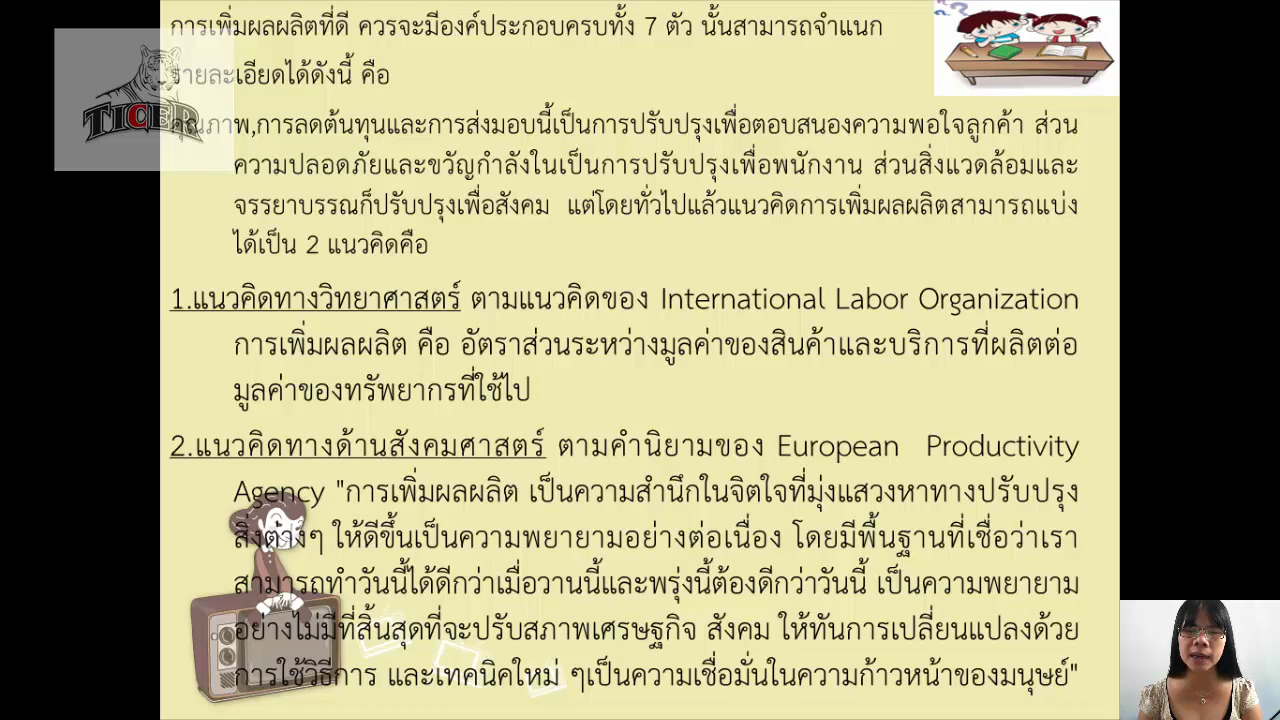 การเพิ่มผลผลิตที่ดี ควรจะมีองค์ประกอบครบทั้ง 7 ตัว นั้นสามารถจำแนก
รายละเอียดได้ดังนี้ คือ
TIGER
คุณภาพ,การลดต้นทุนและการส่งมอบนี้เป็นการปรับปรุงเพื่อตอบสนองความพอใจลูกค้า ส่วน
ความปลอดภัยและขวัญกำลังในเป็นการปรับปรุงเพื่อพนักงาน ส่วนสิ่งแวดล้อมและ
จรรยาบรรณก็ปรับปรุงเพื่อสังคม แต่โดยทั่วไปแล้วแนวคิดการเพิ่มผลผลิตสามารถแบ่ง
ได้เป็น 2 แนวคิดคือ
1.แนวคิดทางวิทยาศาสตร์ ตามแนวคิดของ International Labor Organization
การเพิ่มผลผลิต คือ อัตราส่วนระหว่างมูลค่าของสินค้าและบริการที่ผลิตต่อ
มูลค่าของทรัพยากรที่ใช้ไป
2.แนวคิดทางด้านสังคมศาสตร์ ตามคำนิยามของ European Productivity
Agency "การเพิ่มผลผลิต เป็นความสำนึกในจิตใจที่มุ่งแสวงหาทางปรับปรุง
สิ่งต่างๆ ให้ดีขึ้นเป็นความพยายามอย่างต่อเนื่อง โดยมีพื้นฐานที่เชื่อว่าเรา
สามารถทำวันนี้ได้ดีกว่าเมื่อวานนี้และพรุ่งนี้ต้องดีกว่าวันนี้ เป็นความพยายาม
อย่างไม่มีที่สิ้นสุดที่จะปรับสภาพเศรษฐกิจ สังคม ให้ทันการเปลี่ยนแปลงด้วย
การใช้วิธีการ และเทคนิคใหม่ ๆเป็นความเชื่อมั่นในความก้าวหน้าของมนุษย์"